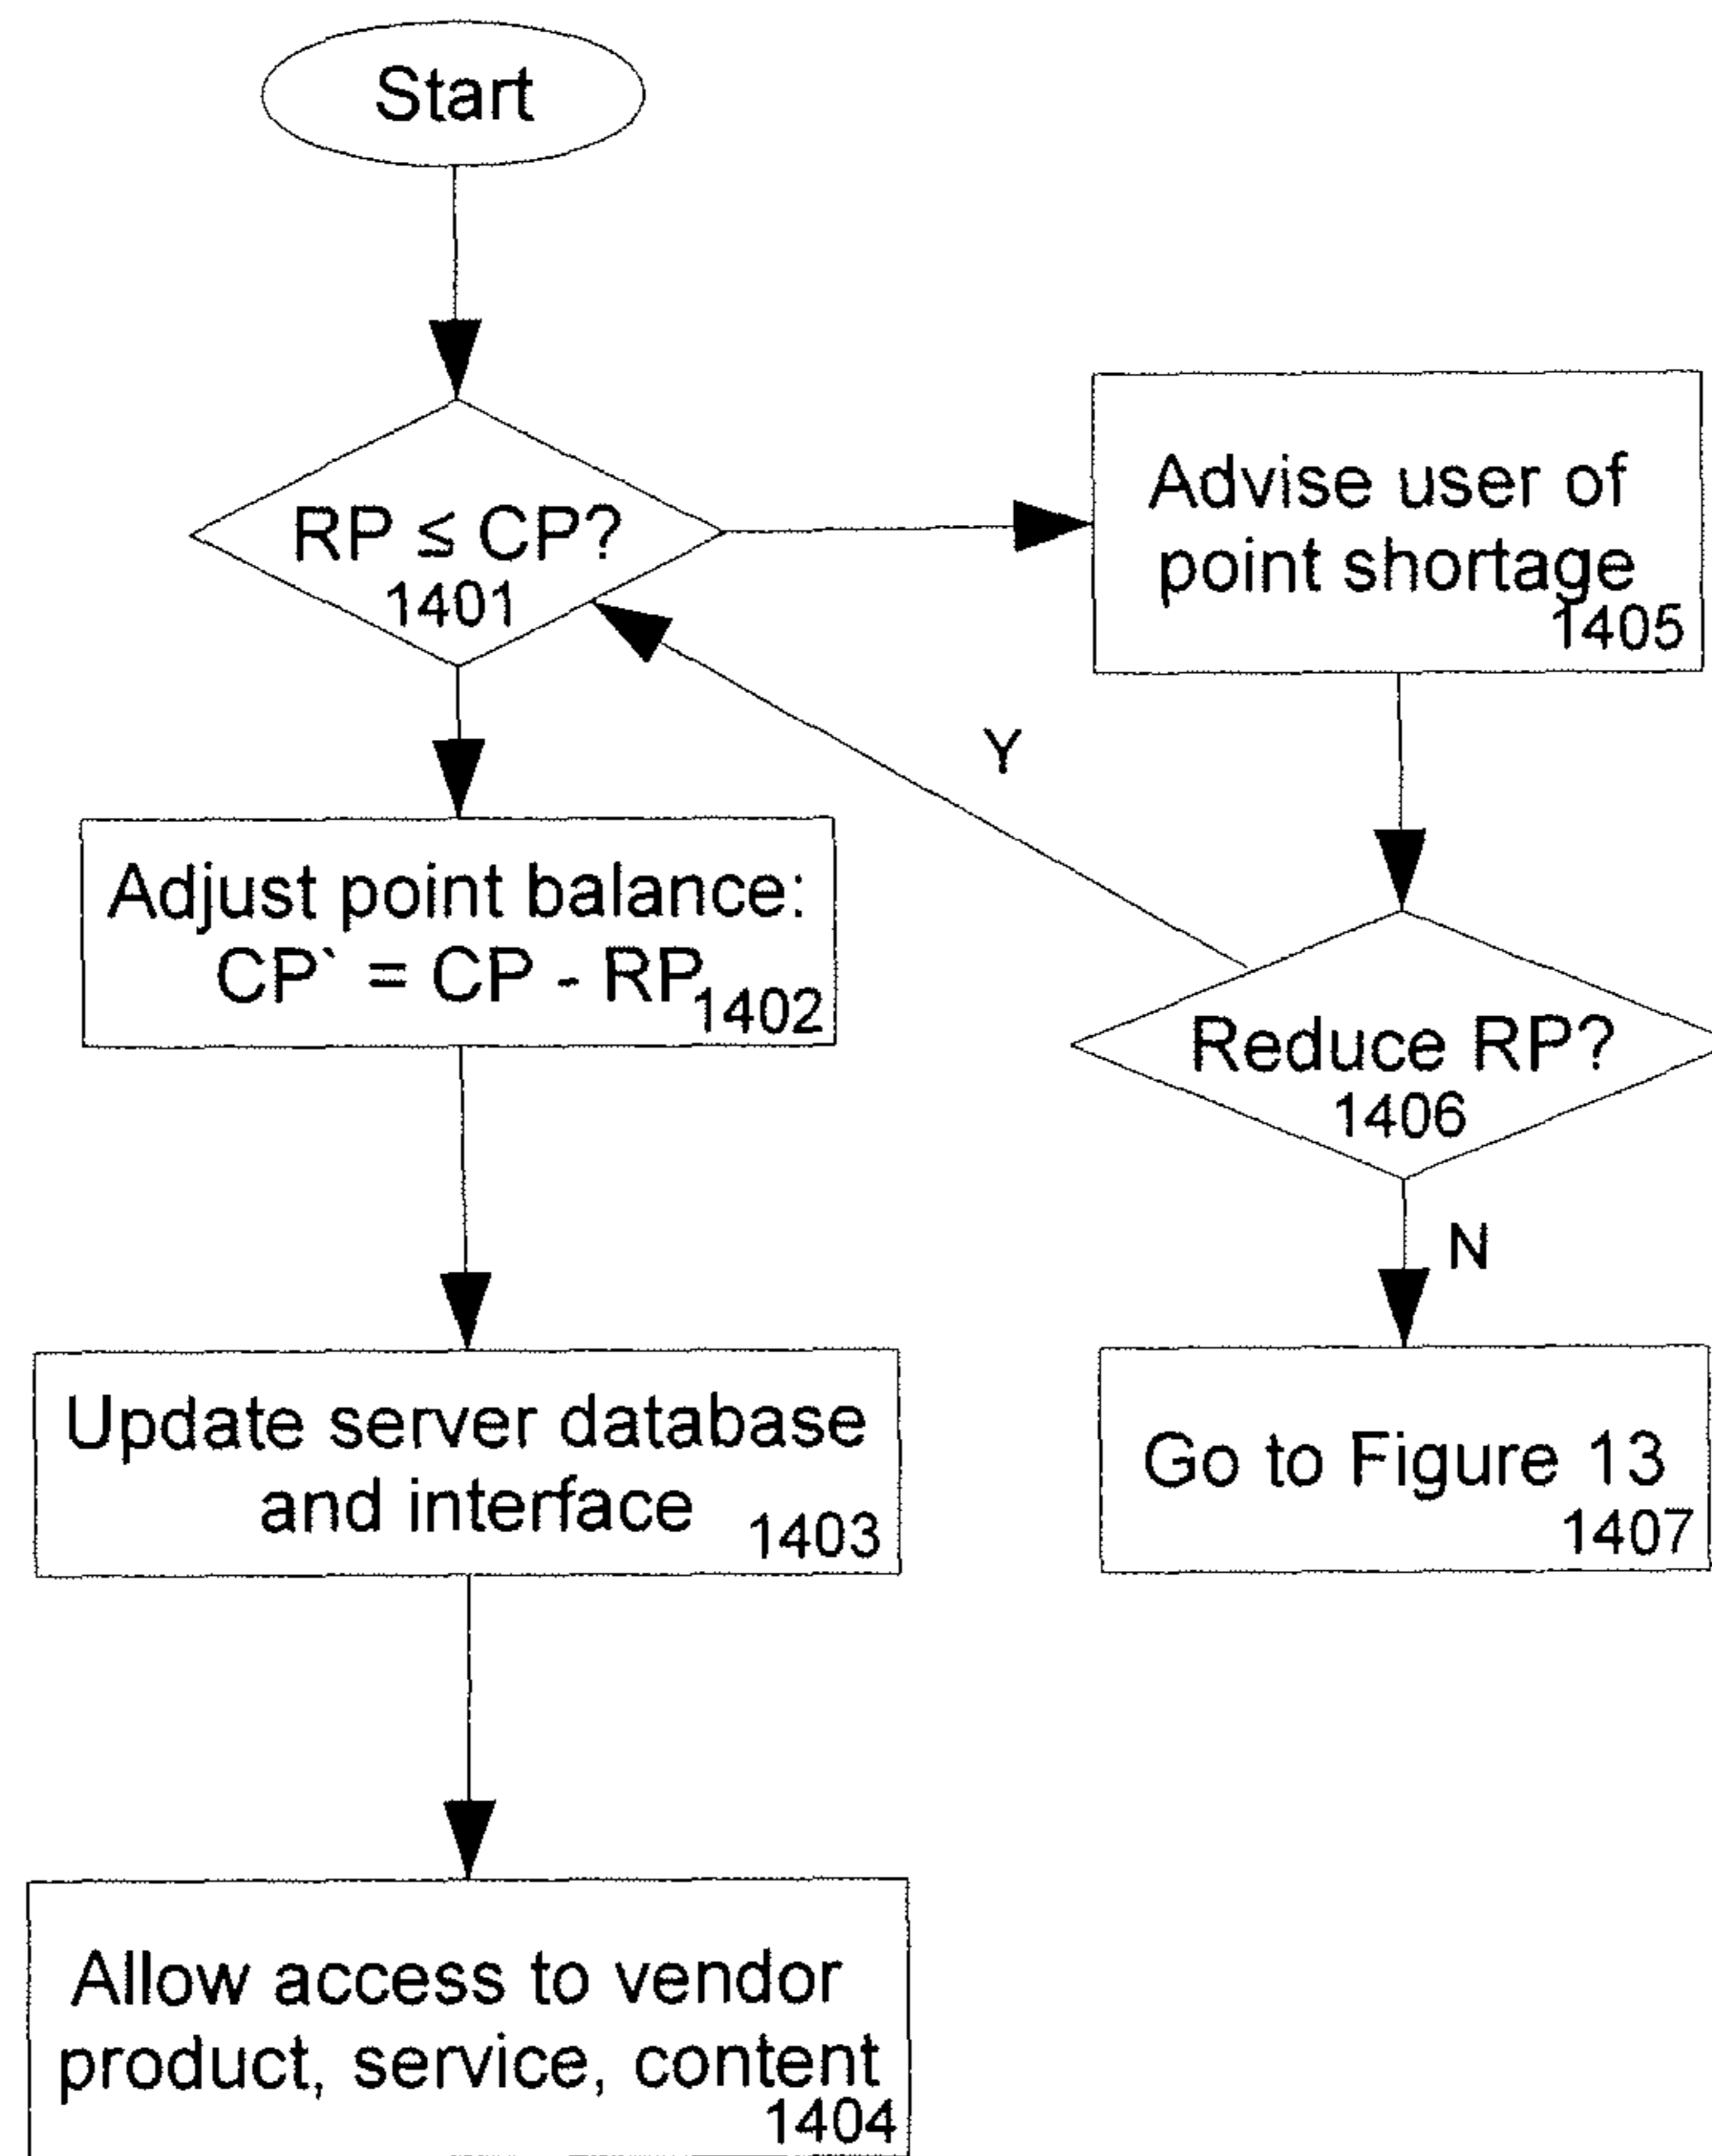 Start
RP ≤ CP?
1401
Adjust point balance:
CP` = CP - RP
1402
Update server database
and interface
1403
Allow access to vendor
product, service, content
1404
Advise user of
point shortage
1405
Y
Reduce RP?
1406
N
Go to Figure 13
1407